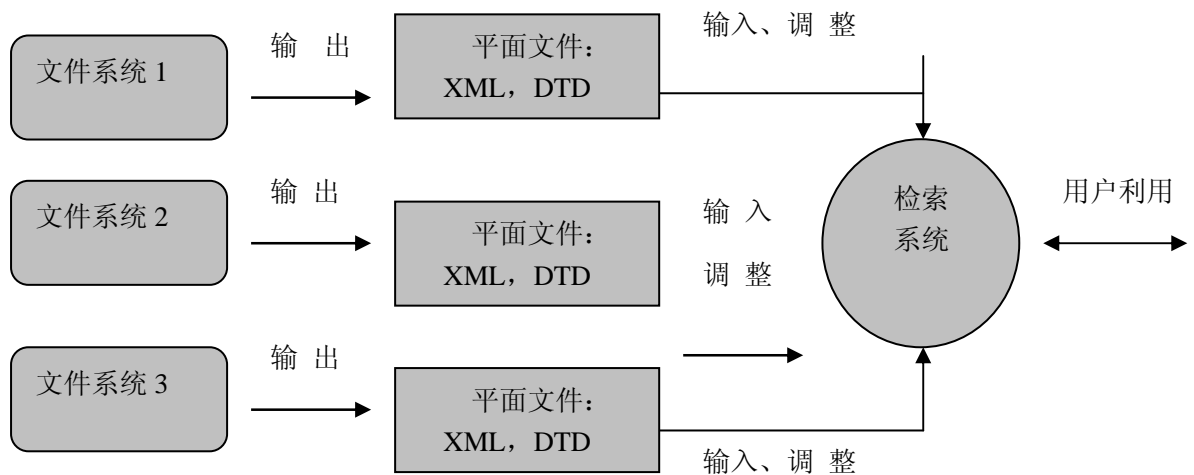 输 出
平面文件：
输入、调 整
文件系统 1
XML，DTD
输 出
文件系统 2
平面文件：
XML，DTD
输 入
调 整
检索
系统
用户利用
输 出
文件系统 3
平面文件：
XML，DTD
输入、调 整